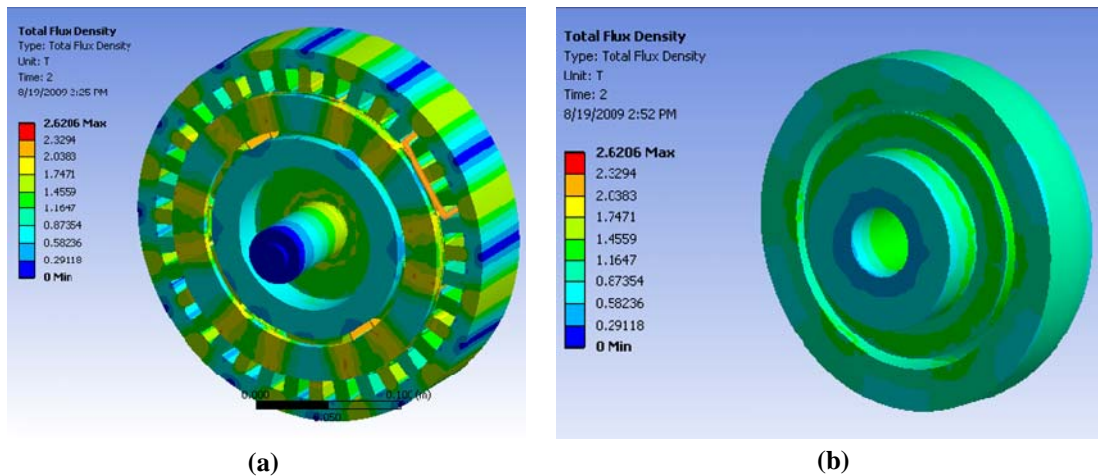 Total Flux Density
Type: Total Flux Density
Unit: T
Time: 2
8/19/2009 2:25 PM
2.6206 Max
2.3294
2.0383
1.7471
1.4559
1.1647
0.87354
0.58236
0.29118
0 Min
0.000
0.100 (m)
0.050
(a)
Total Flux Density
Type: Total Flux Density
Unit: T
Time: 2
8/19/2009 2:52 PM
2.6206 Max
2.3294
2.0383
1.7471
1.4559
1.1647
0.87354
0.58236
0.29118
0 Min
(b)